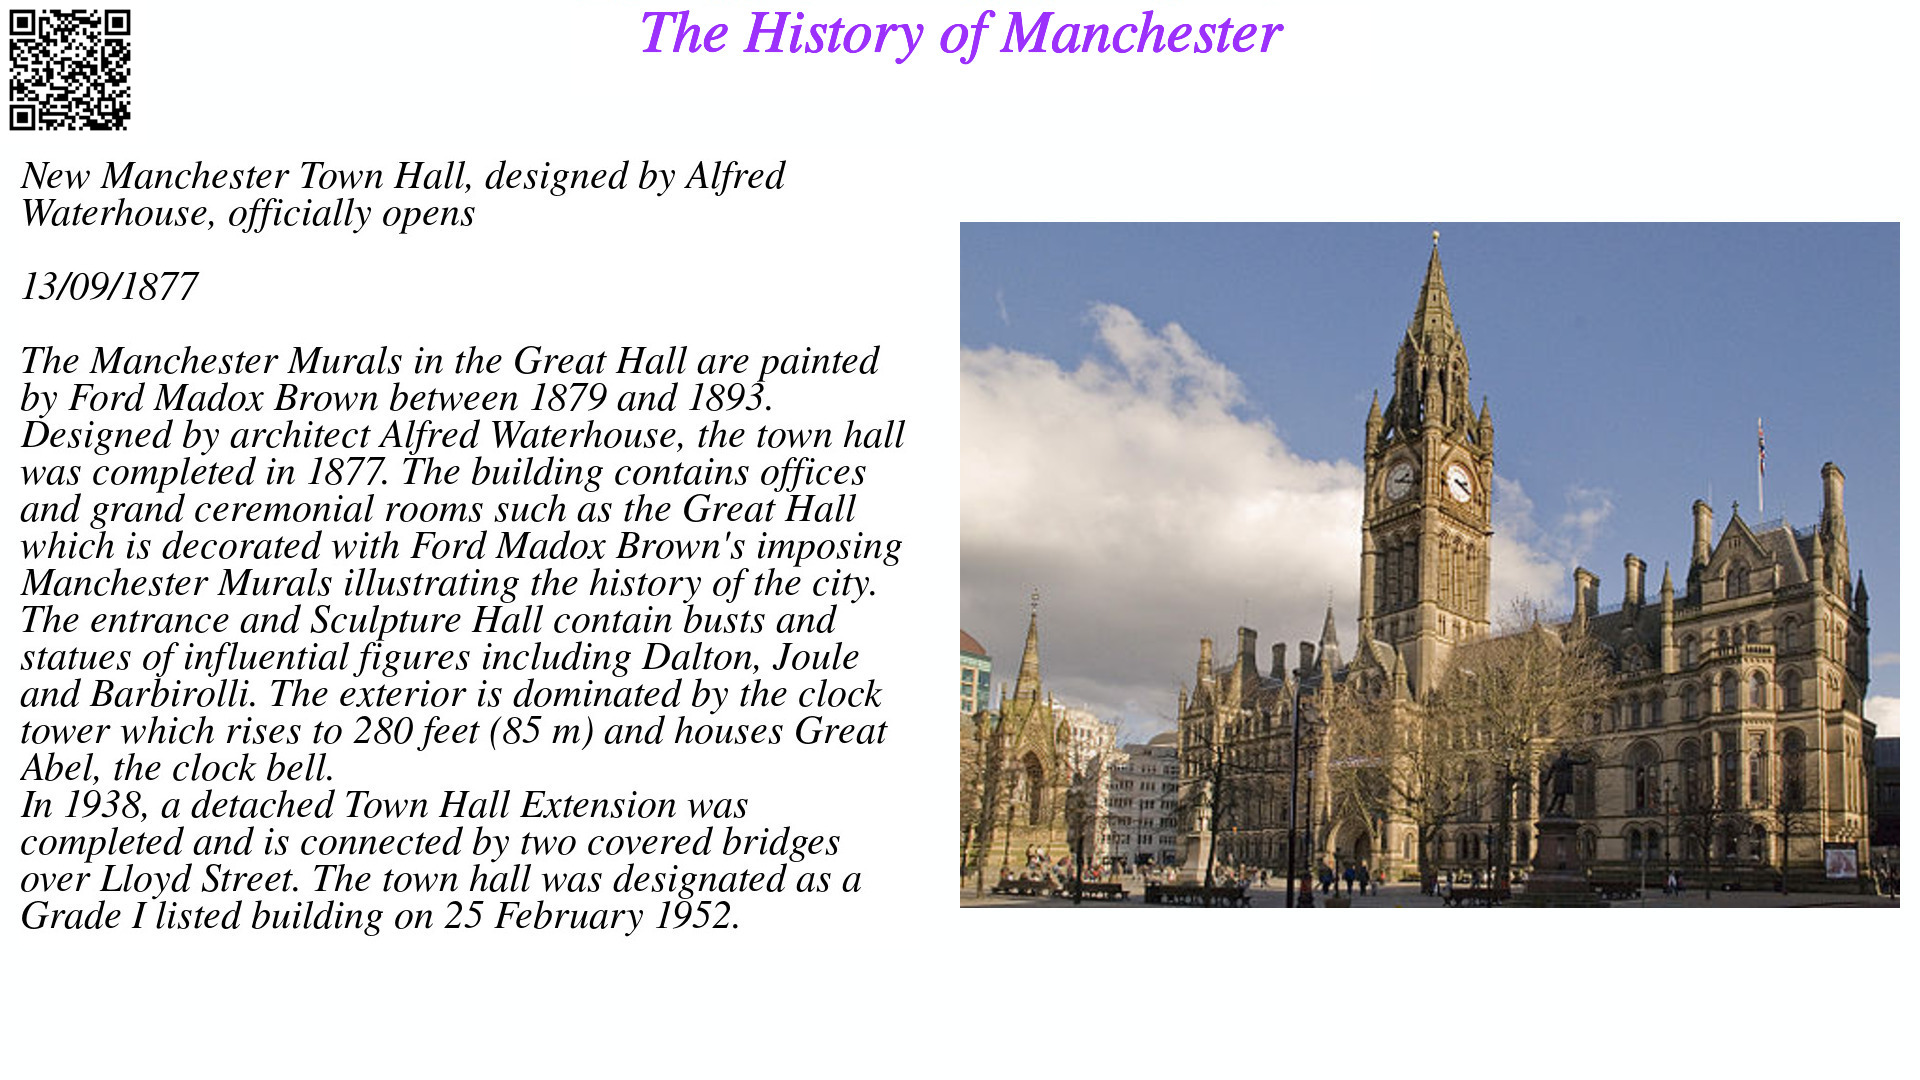 The History of Manchester
New Manchester Town Hall, designed by Alfred
Waterhouse, officially opens
13/09/1877
The Manchester Murals in the Great Hall are painted
by Ford Madox Brown between 1879 and 1893.
Designed by architect Alfred Waterhouse, the town hall
was completed in 1877. The building contains offices
and grand ceremonial rooms such as the Great Hall
which is decorated with Ford Madox Brown's imposing
Manchester Murals illustrating the history of the city.
The entrance and Sculpture Hall contain busts and
statues of influential figures including Dalton, Joule
and Barbirolli. The exterior is dominated by the clock
tower which rises to 280 feet (85 m) and houses Great
Abel, the clock bell.
In 1938, a detached Town Hall Extension was
completed and is connected by two covered bridges
over Lloyd Street. The town hall was designated as a
Grade I listed building on 25 February 1952.